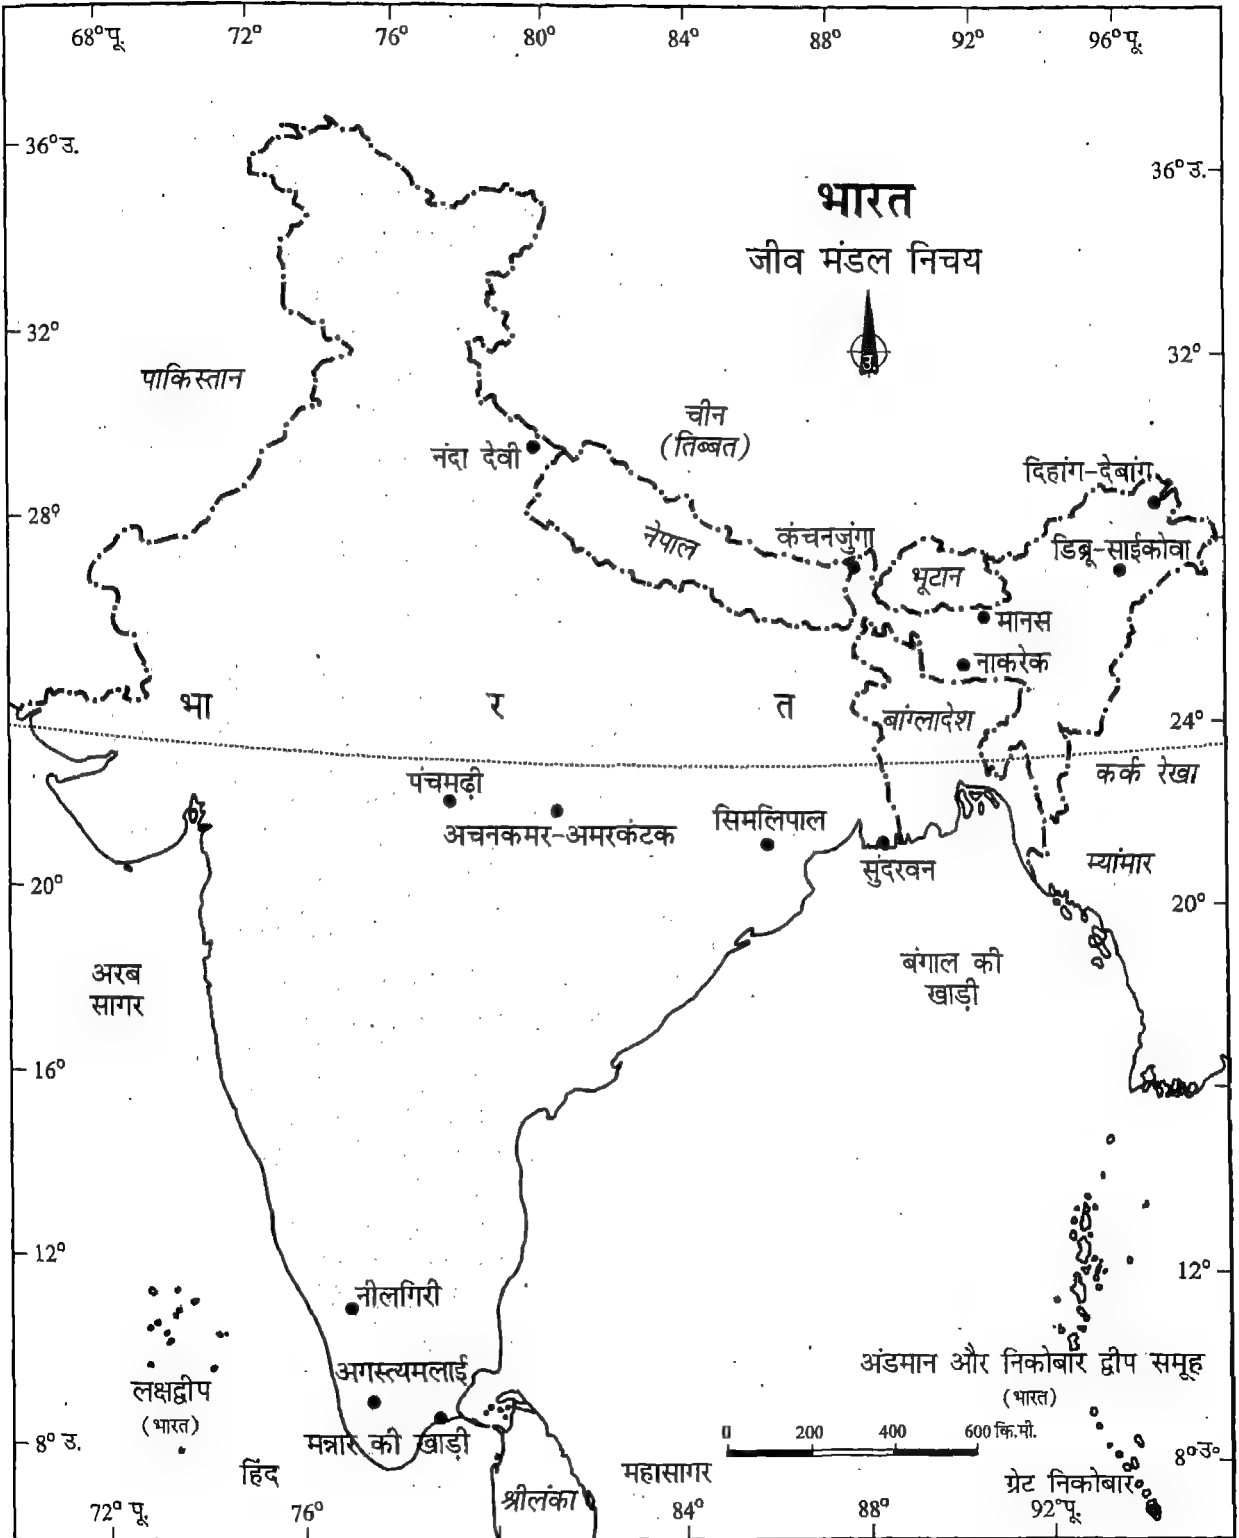 68° पू.
72°
76°
80°
84°
88°
92°
96° पू.
36° उ.
36° उ.
भारत
जीव मंडल निचय
उ
32°
32°
पाकिस्तान
चीन
(तिब्बत)
नंदा देवी
दिहांग-देबांग
28°
नेपाल
कंचनजुंगा
डिब्रू-साईकोवा
भूटान
मानस
नाकरेक
भा र त
बांग्लादेश
24°
कर्क रेखा
पंचमढ़ी
अचनकमर-अमरकंटक
सिमलिपाल
सुंदरवन
म्यांमार
20°
20°
अरब
सागर
बंगाल की
खाड़ी
16°
12°
12°
नीलगिरी
अगस्त्यमलाई
अंडमान और निकोबार द्वीप समूह
(भारत)
लक्षद्वीप
(भारत)
0 200 400 600 कि.मी.
मन्नार की खाड़ी
8° उ.
8° उ०
हिंद
महासागर
ग्रेट निकोबार
श्रीलंका
72° पू.
76°
84°
88°
92° पू.